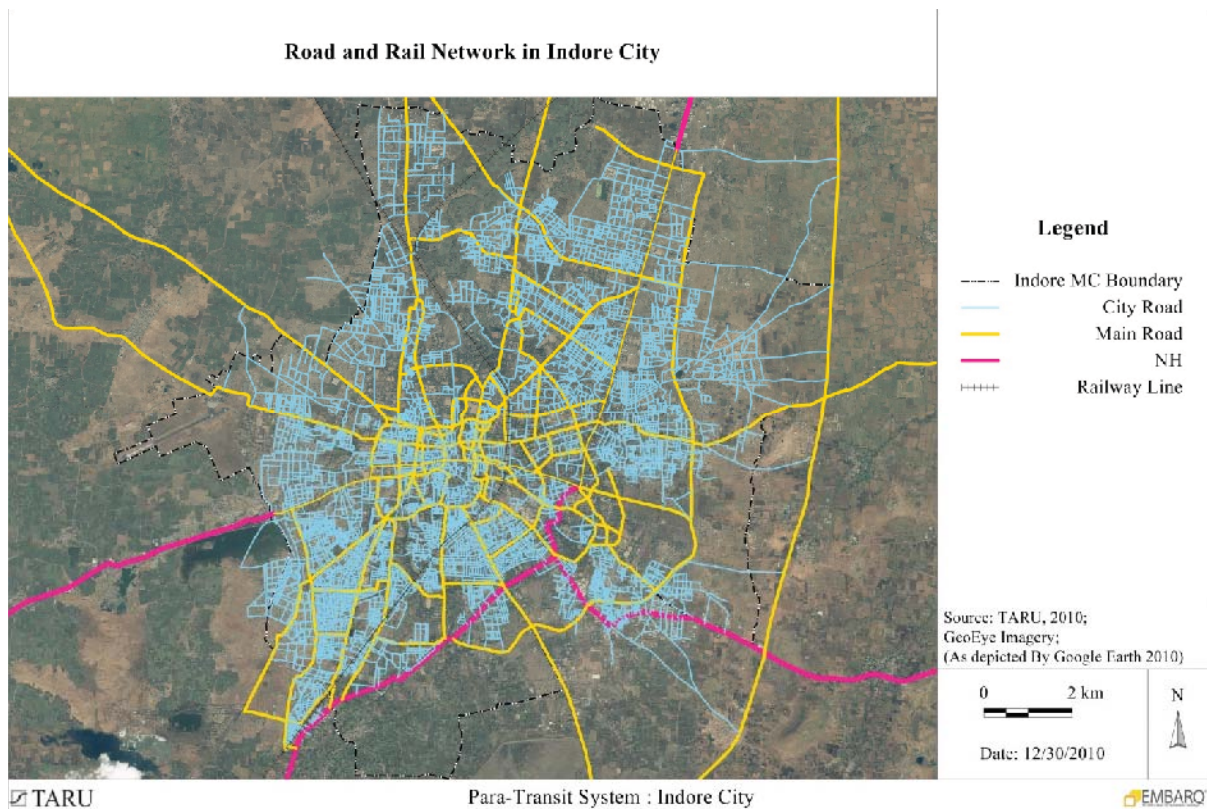 Road and Rail Network in Indore City
Legend
Indore MC Boundary
City Road
Main Road
NH
Railway Line
Source: TARU, 2010;
GeoEye Imagery;
(As depicted By Google Earth 2010)
0 2 km
N
Date: 12/30/2010
TARU
Para-Transit System : Indore City
EMBARQ